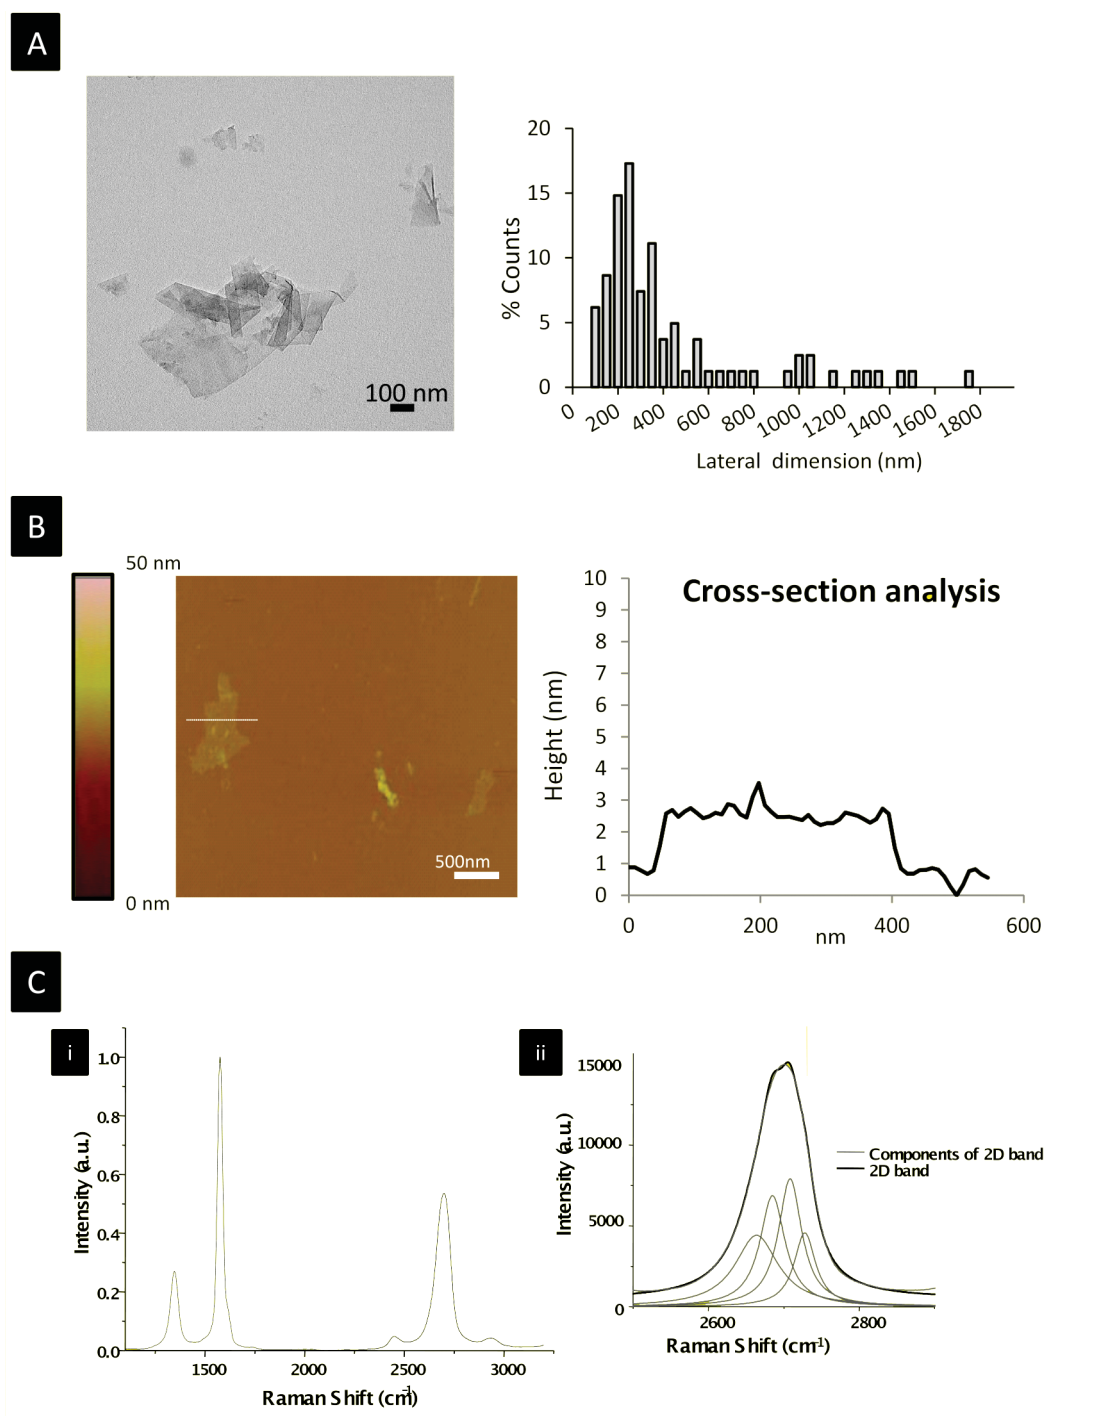 A
100 nm
% Counts
20
15
10
5
0
0 200 400 600 800 1000 1200 1400 1600 1800
Lateral dimension (nm)
B
50 nm
0 nm
500nm
Cross-section analysis
Height (nm)
10
9
8
7
6
5
4
3
2
1
0
0 200 400 600
nm
C
i
Intensity (a.u.)
1.0
0.8
0.6
0.4
0.2
0.0
1500 2000 2500 3000
Raman Shift (cm-1)
ii
Intensity (a.u.)
15000
10000
5000
0
Components of 2D band
2D band
2600 2800
Raman Shift (cm-1)